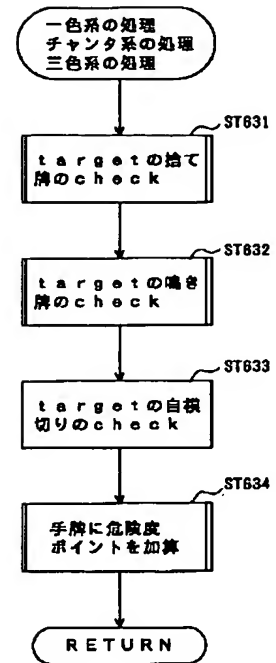 一色系の処理
チャンタ系の処理
三色系の処理
ST631
targetの捨て
牌のcheck
ST632
targetの鳴き
牌のcheck
ST633
targetの自模
切りのcheck
ST634
手牌に危険度
ポイントを加算
RETURN